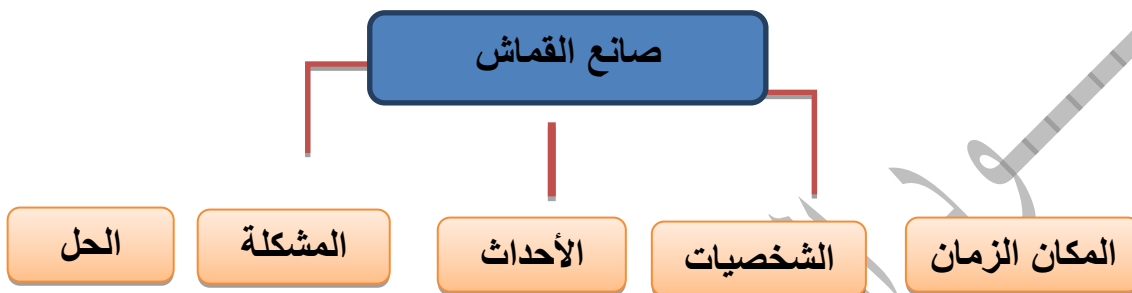 صانع القماش
المكان الزمان
الشخصيات
الأحداث
المشكلة
الحل